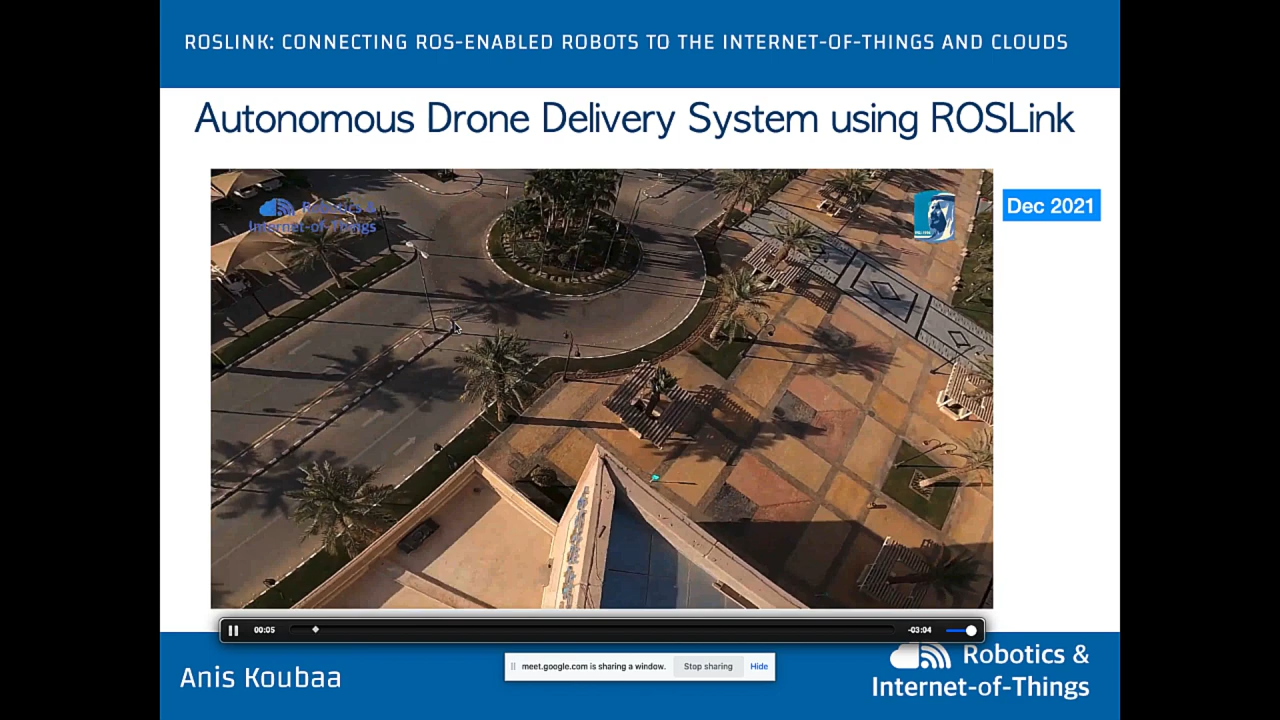 ROSLINK: CONNECTING ROS-ENABLED ROBOTS TO THE INTERNET-OF-THINGS AND CLOUDS
Autonomous Drone Delivery System using ROSLink
Robotics &
Internet-of-Things
Dec 2021
00:05
-03:04
meet.google.com is sharing a window.
Stop sharing
Hide
Anis Koubaa
Robotics &
Internet-of-Things